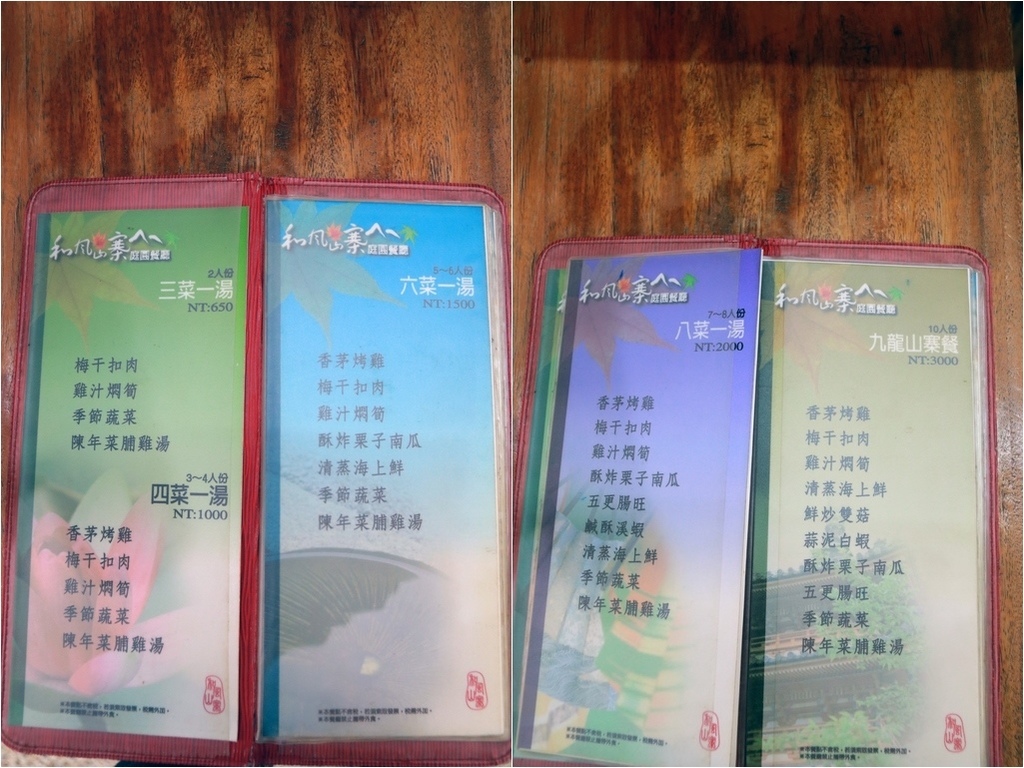 和風山寨
庭園餐廳
2人份
三菜一湯
NT:650
梅干扣肉
雞汁燜筍
季節蔬菜
陳年菜脯雞湯
3～4人份
四菜一湯
NT:1000
香茅烤雞
梅干扣肉
雞汁燜筍
季節蔬菜
陳年菜脯雞湯
和風山寨
庭園餐廳
5～6人份
六菜一湯
NT:1500
香茅烤雞
梅干扣肉
雞汁燜筍
酥炸栗子南瓜
清蒸海上鮮
季節蔬菜
陳年菜脯雞湯
和風山寨
庭園餐廳
7～8人份
八菜一湯
NT:2000
香茅烤雞
梅干扣肉
雞汁燜筍
酥炸栗子南瓜
五更腸旺
鹹酥溪蝦
清蒸海上鮮
季節蔬菜
陳年菜脯雞湯
和風山寨
庭園餐廳
10人份
九龍山寨餐
NT:3000
香茅烤雞
梅干扣肉
雞汁燜筍
清蒸海上鮮
鮮炒雙菇
蒜泥白蝦
酥炸栗子南瓜
五更腸旺
季節蔬菜
陳年菜脯雞湯